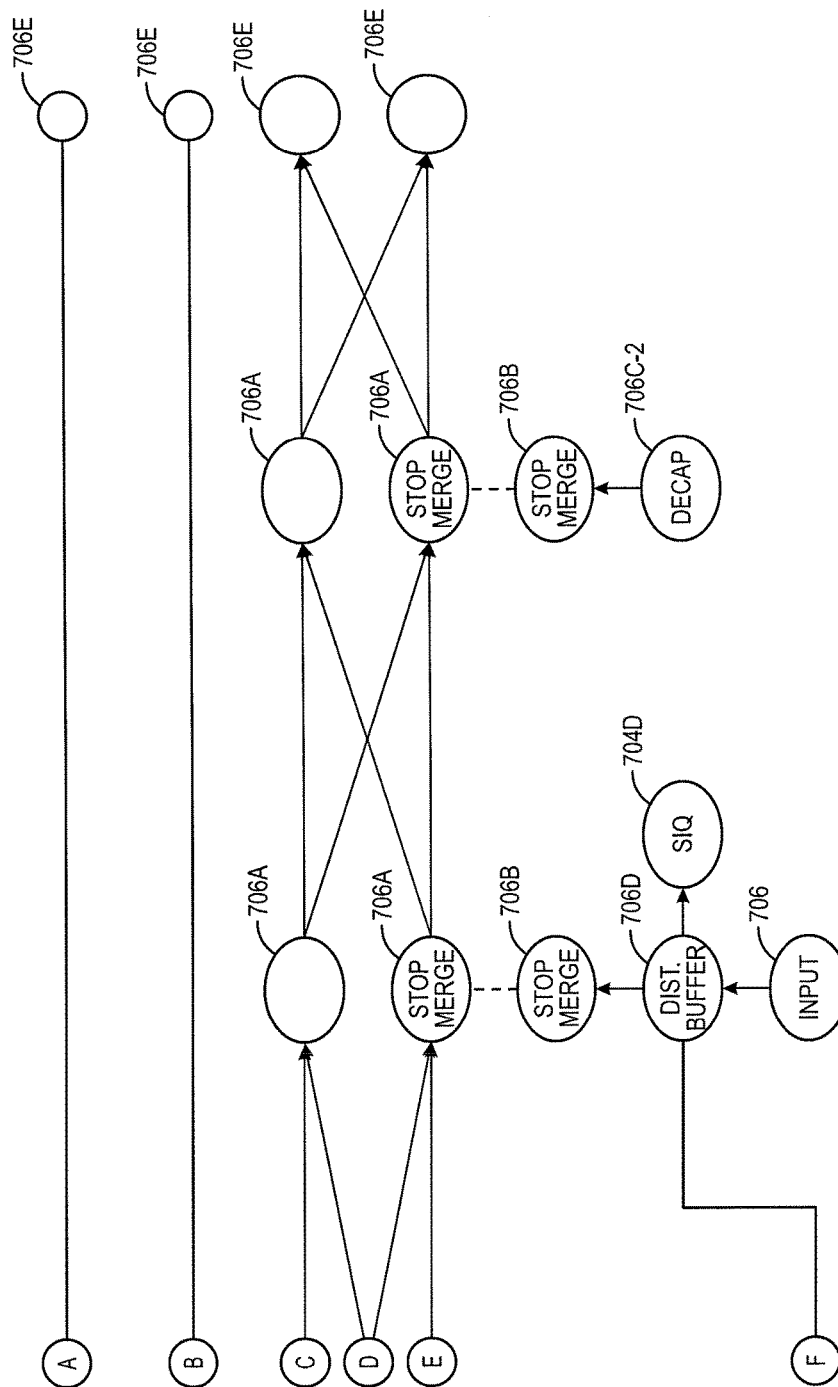 706E
706E
706E
706E
706A
706A
STOP
MERGE
706B
STOP
MERGE
706C-2
DECAP
706A
706A
STOP
MERGE
706B
STOP
MERGE
706D
DIST.
BUFFER
704D
SIQ
706
INPUT
A
B
C
D
E
F